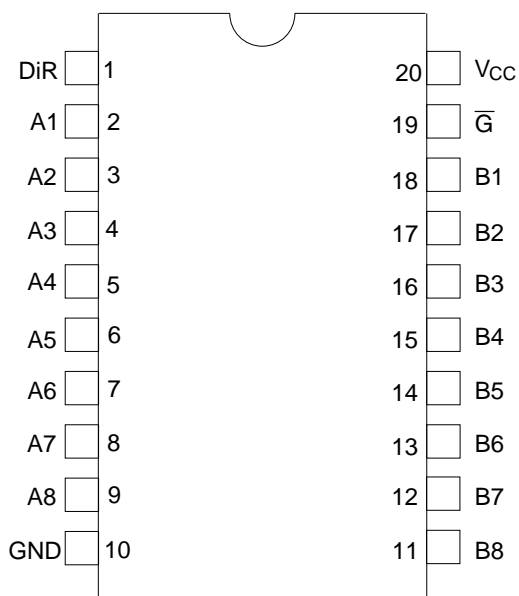 DiR 1 20 VCC
A1 2 19 G̅
A2 3 18 B1
A3 4 17 B2
A4 5 16 B3
A5 6 15 B4
A6 7 14 B5
A7 8 13 B6
A8 9 12 B7
GND 10 11 B8